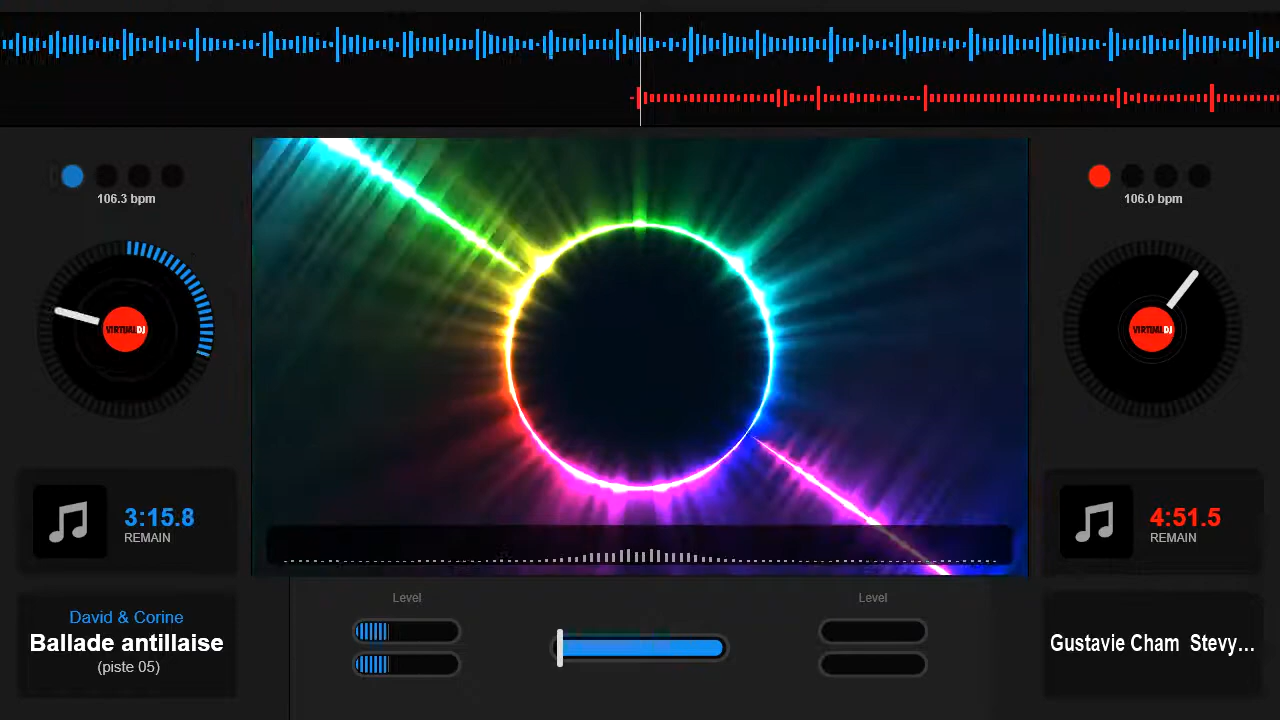 106.3 bpm
106.0 bpm
VIRTUALDJ
VIRTUALDJ
3:15.8
REMAIN
4:51.5
REMAIN
David & Corine
Ballade antillaise
(piste 05)
Level
Level
Gustavie Cham Stevy...